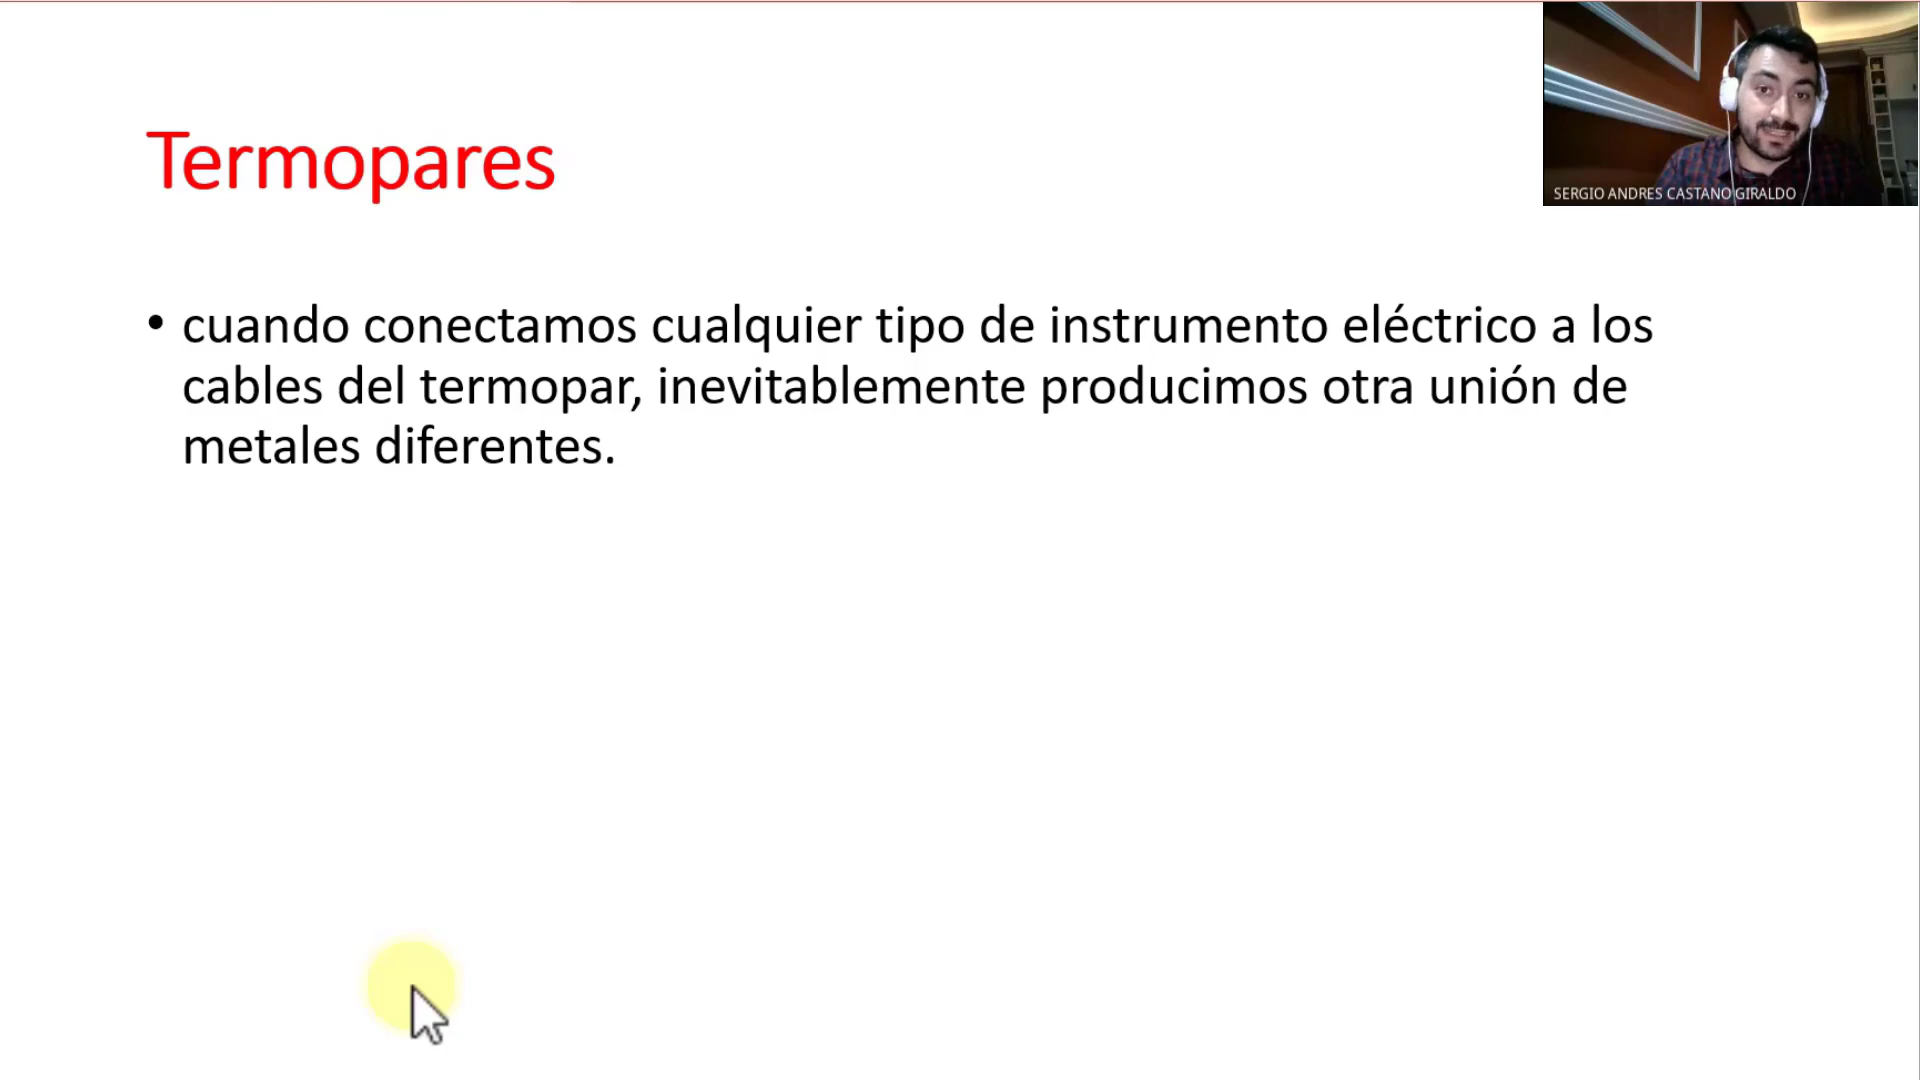 Termopares
SERGIO ANDRES CASTANO GIRALDO
• cuando conectamos cualquier tipo de instrumento eléctrico a los
cables del termopar, inevitablemente producimos otra unión de
metales diferentes.